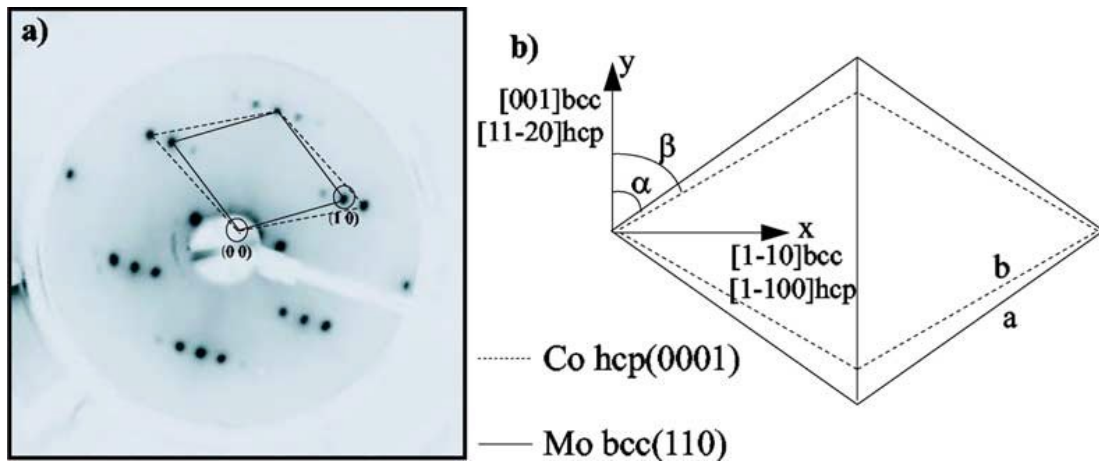 a)
(1 0)
(0 0)
b)
y
[001]bcc
[11-20]hcp
β
α
x
[1-10]bcc
[1-100]hcp
b
a
Co hcp(0001)
Mo bcc(110)